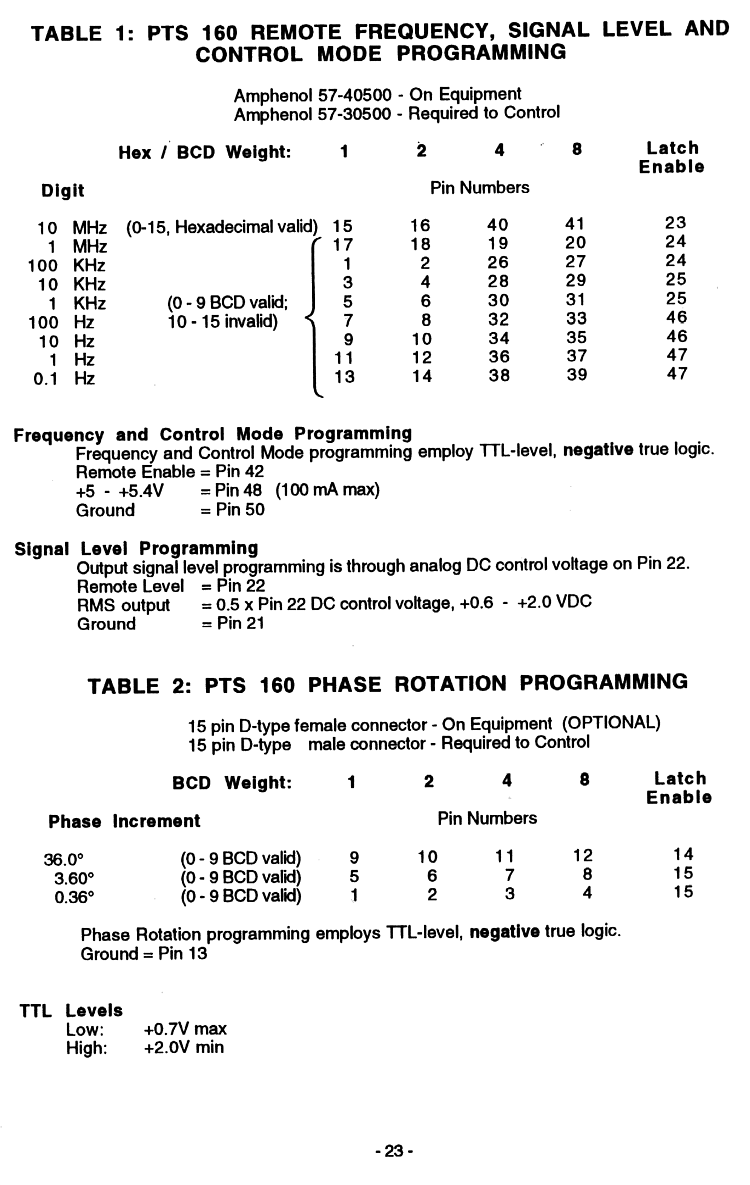 TABLE 1: PTS 160 REMOTE FREQUENCY, SIGNAL LEVEL AND
CONTROL MODE PROGRAMMING
Amphenol 57-40500 - On Equipment
Amphenol 57-30500 - Required to Control
Hex / BCD Weight: 1 2 4 8 Latch Enable
Digit Pin Numbers
10 MHz (0-15, Hexadecimal valid) 15 16 40 41 23
1 MHz 17 18 19 20 24
100 KHz 1 2 26 27 24
10 KHz 3 4 28 29 25
1 KHz (0 - 9 BCD valid; 5 6 30 31 25
100 Hz 10 - 15 invalid) 7 8 32 33 46
10 Hz 9 10 34 35 46
1 Hz 11 12 36 37 47
0.1 Hz 13 14 38 39 47
Frequency and Control Mode Programming
Frequency and Control Mode programming employ TTL-level, negative true logic.
Remote Enable = Pin 42
+5 - +5.4V = Pin 48 (100 mA max)
Ground = Pin 50
Signal Level Programming
Output signal level programming is through analog DC control voltage on Pin 22.
Remote Level = Pin 22
RMS output = 0.5 x Pin 22 DC control voltage, +0.6 - +2.0 VDC
Ground = Pin 21
TABLE 2: PTS 160 PHASE ROTATION PROGRAMMING
15 pin D-type female connector - On Equipment (OPTIONAL)
15 pin D-type male connector - Required to Control
BCD Weight: 1 2 4 8 Latch Enable
Phase Increment Pin Numbers
36.0° (0 - 9 BCD valid) 9 10 11 12 14
3.60° (0 - 9 BCD valid) 5 6 7 8 15
0.36° (0 - 9 BCD valid) 1 2 3 4 15
Phase Rotation programming employs TTL-level, negative true logic.
Ground = Pin 13
TTL Levels
Low: +0.7V max
High: +2.0V min
- 23 -